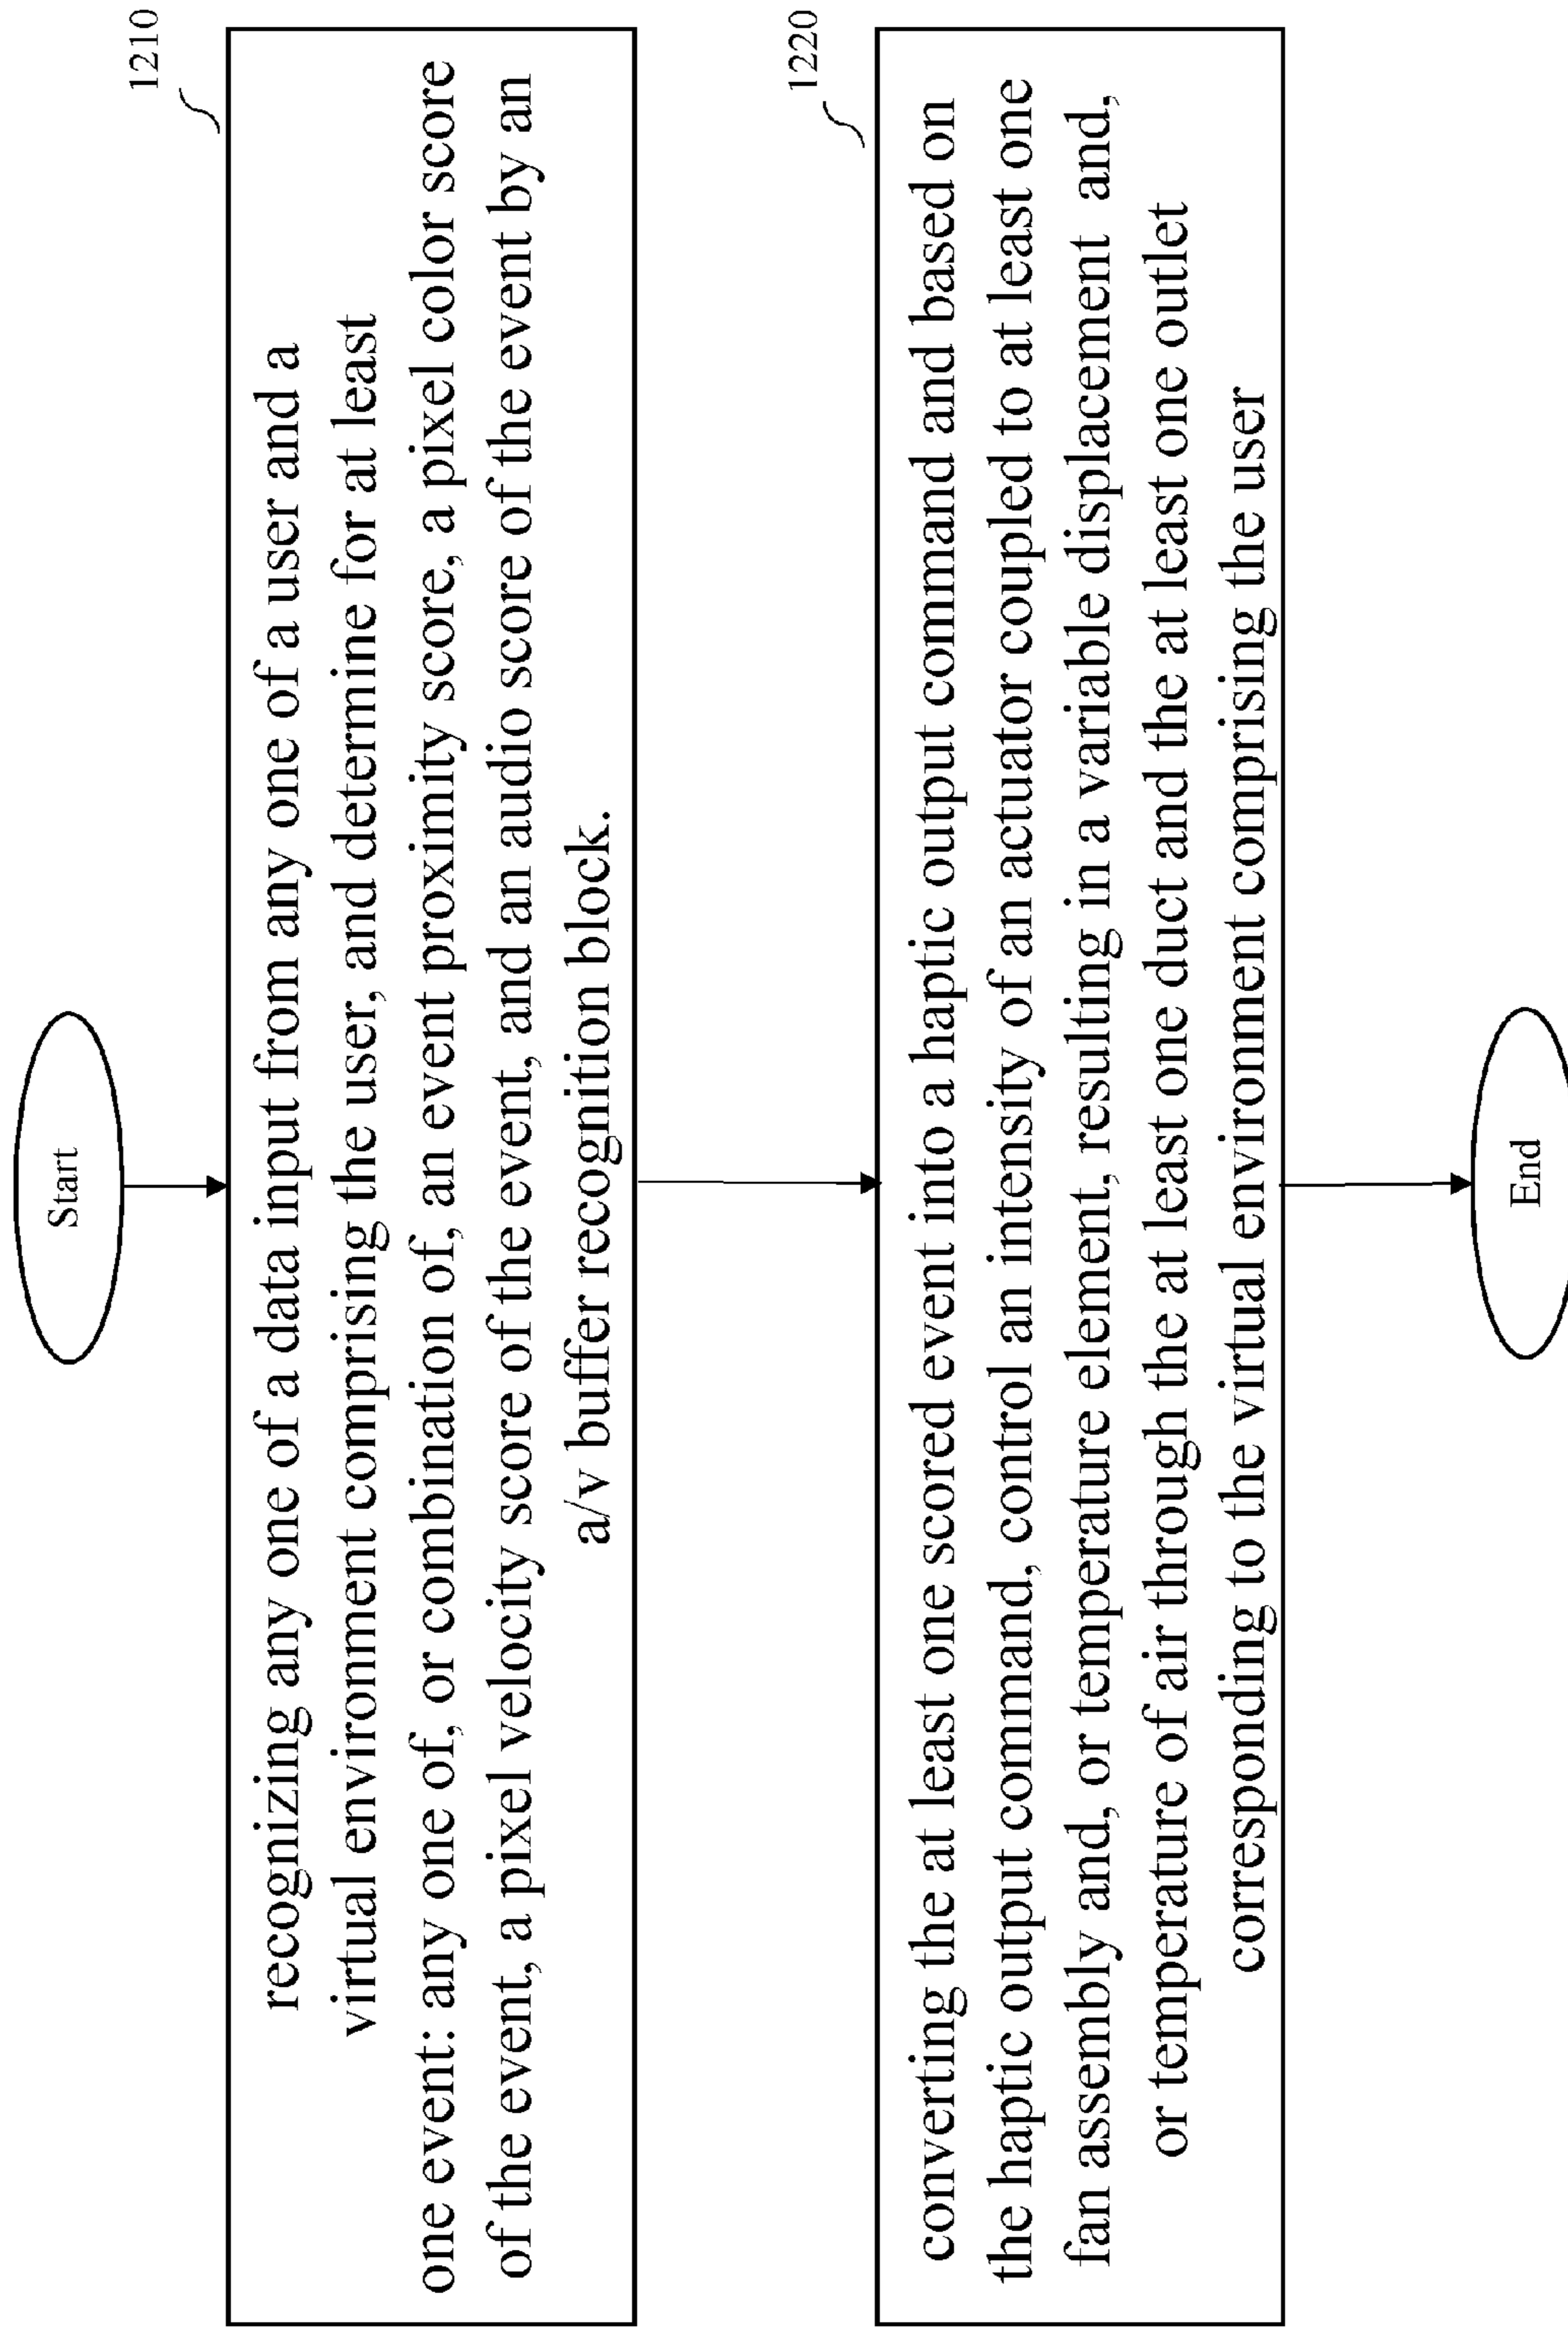 Start
1210
recognizing any one of a data input from any one of a user and a
virtual environment comprising the user, and determine for at least
one event: any one of, or combination of, an event proximity score, a pixel color score
of the event, a pixel velocity score of the event, and an audio score of the event by an
a/v buffer recognition block.
1220
converting the at least one scored event into a haptic output command and based on
the haptic output command, control an intensity of an actuator coupled to at least one
fan assembly and, or temperature element, resulting in a variable displacement and,
or temperature of air through the at least one duct and the at least one outlet
corresponding to the virtual environment comprising the user
End